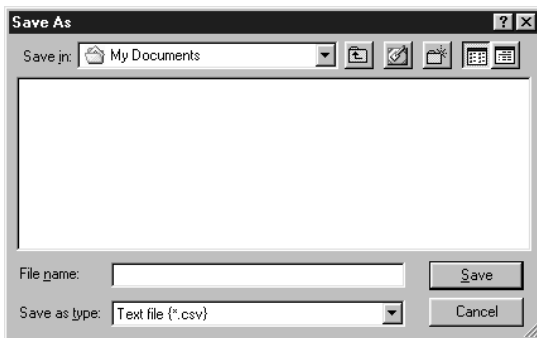 Save As
Save in: My Documents
File name:
Save
Save as type: Text file {*.csv}
Cancel